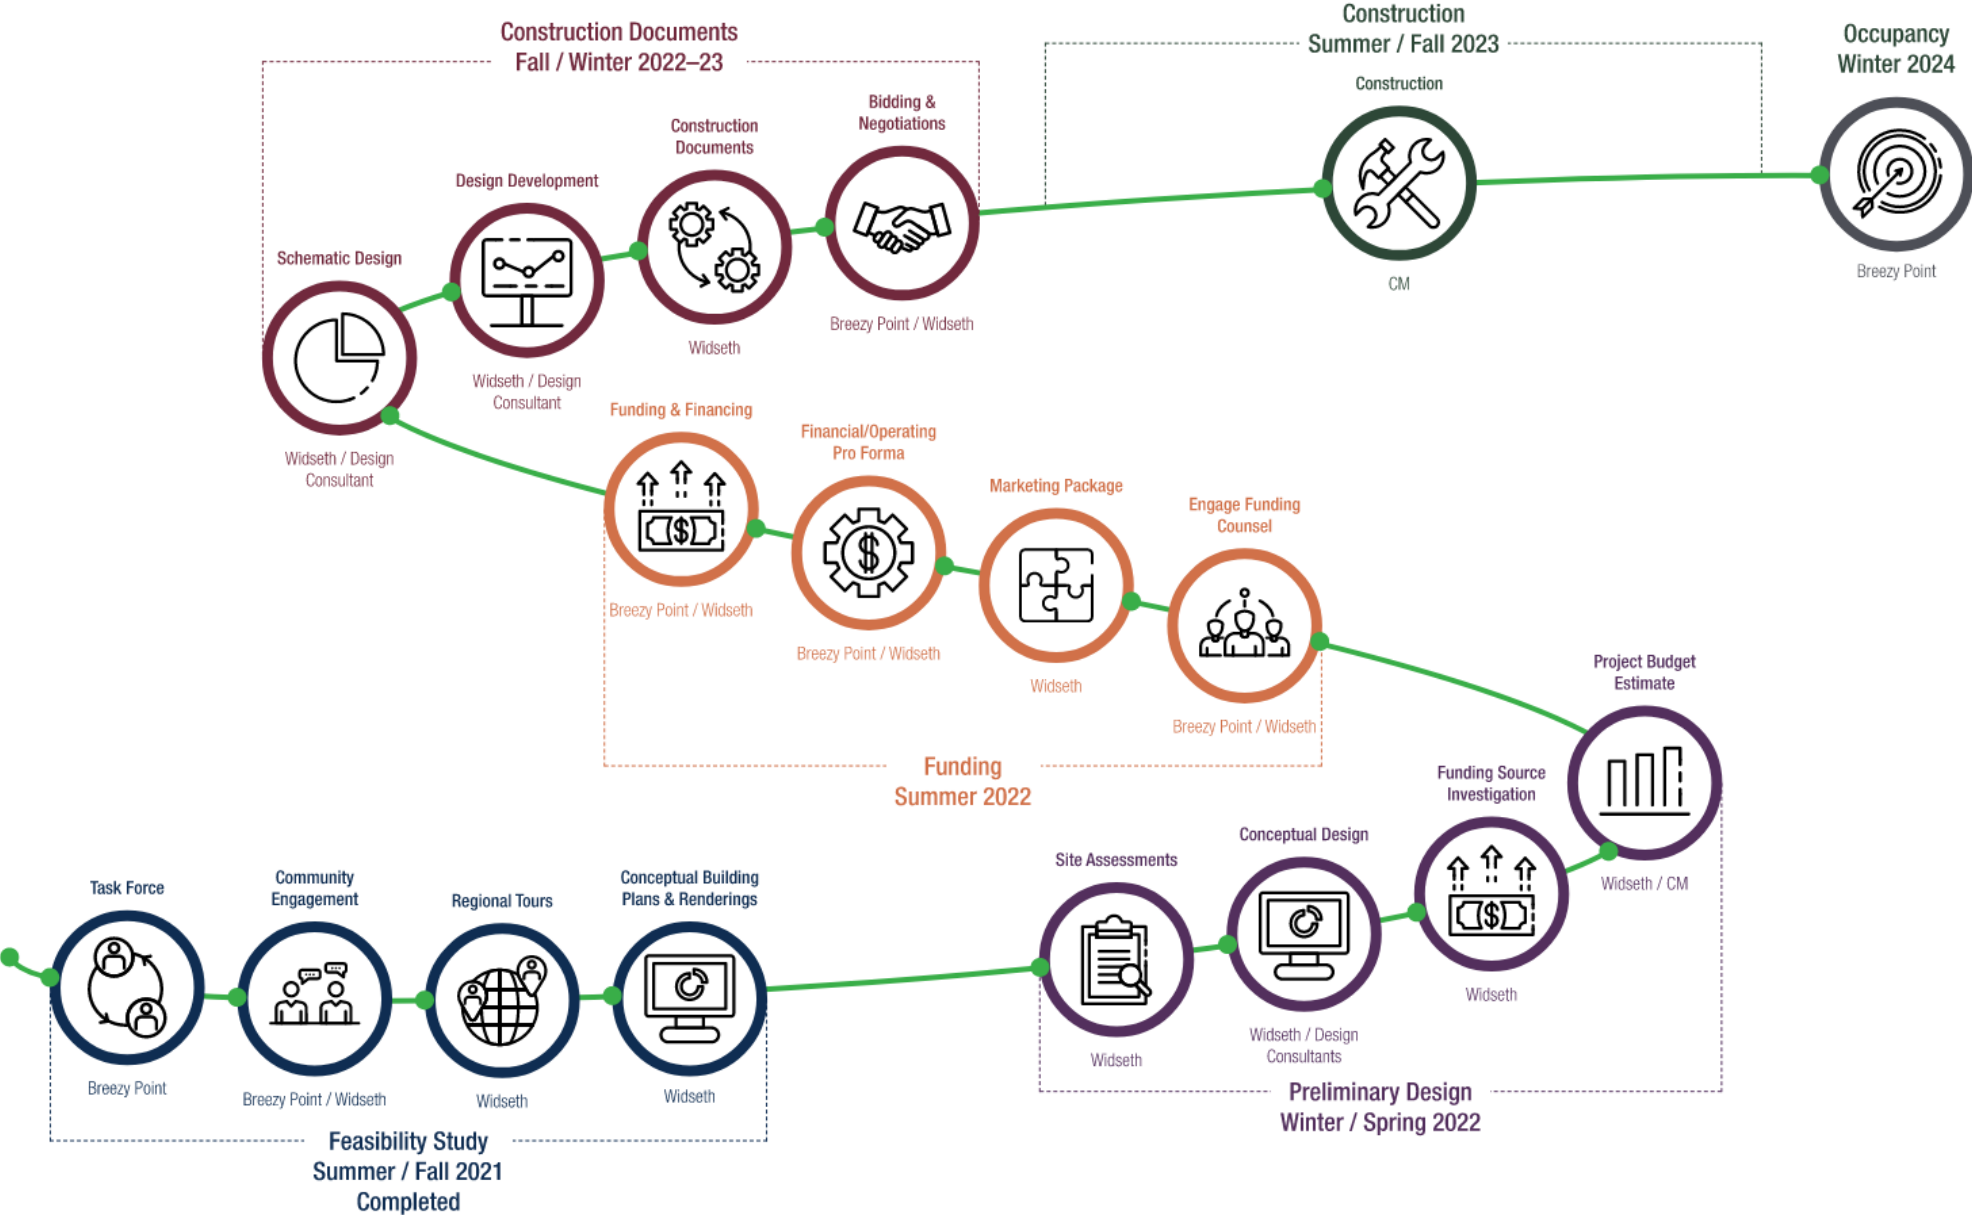 Construction Documents
Fall / Winter 2022–23
Construction
Summer / Fall 2023
Occupancy
Winter 2024
Schematic Design
Widseth / Design
Consultant
Design Development
Widseth / Design
Consultant
Construction
Documents
Widseth
Bidding &
Negotiations
Breezy Point / Widseth
Construction
CM
Breezy Point
Funding & Financing
$
Breezy Point / Widseth
Financial/Operating
Pro Forma
$
Breezy Point / Widseth
Marketing Package
Widseth
Engage Funding
Counsel
Breezy Point / Widseth
Funding
Summer 2022
Project Budget
Estimate
Widseth / CM
Funding Source
Investigation
$
Widseth
Conceptual Design
Widseth / Design
Consultants
Site Assessments
Widseth
Preliminary Design
Winter / Spring 2022
Task Force
Breezy Point
Community
Engagement
Breezy Point / Widseth
Regional Tours
Widseth
Conceptual Building
Plans & Renderings
Widseth
Feasibility Study
Summer / Fall 2021
Completed